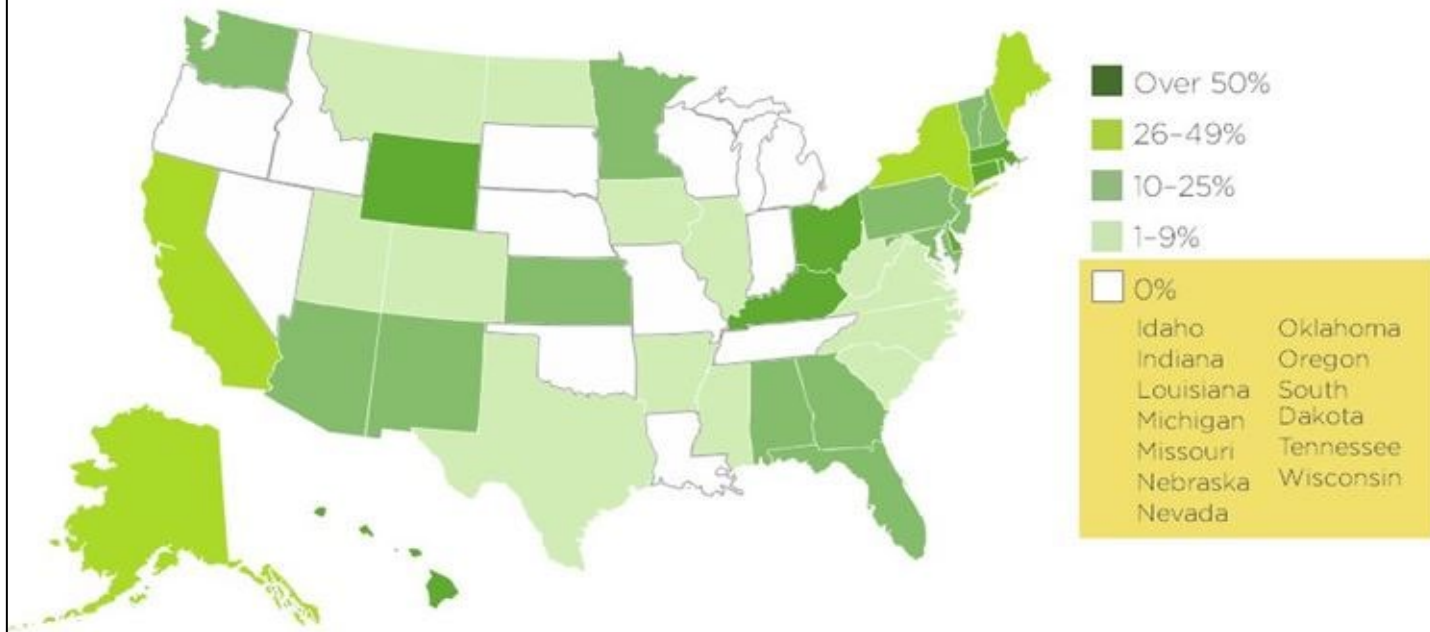 Over 50%
26–49%
10–25%
1–9%
0%
Idaho
Indiana
Louisiana
Michigan
Missouri
Nebraska
Nevada
Oklahoma
Oregon
South
Dakota
Tennessee
Wisconsin